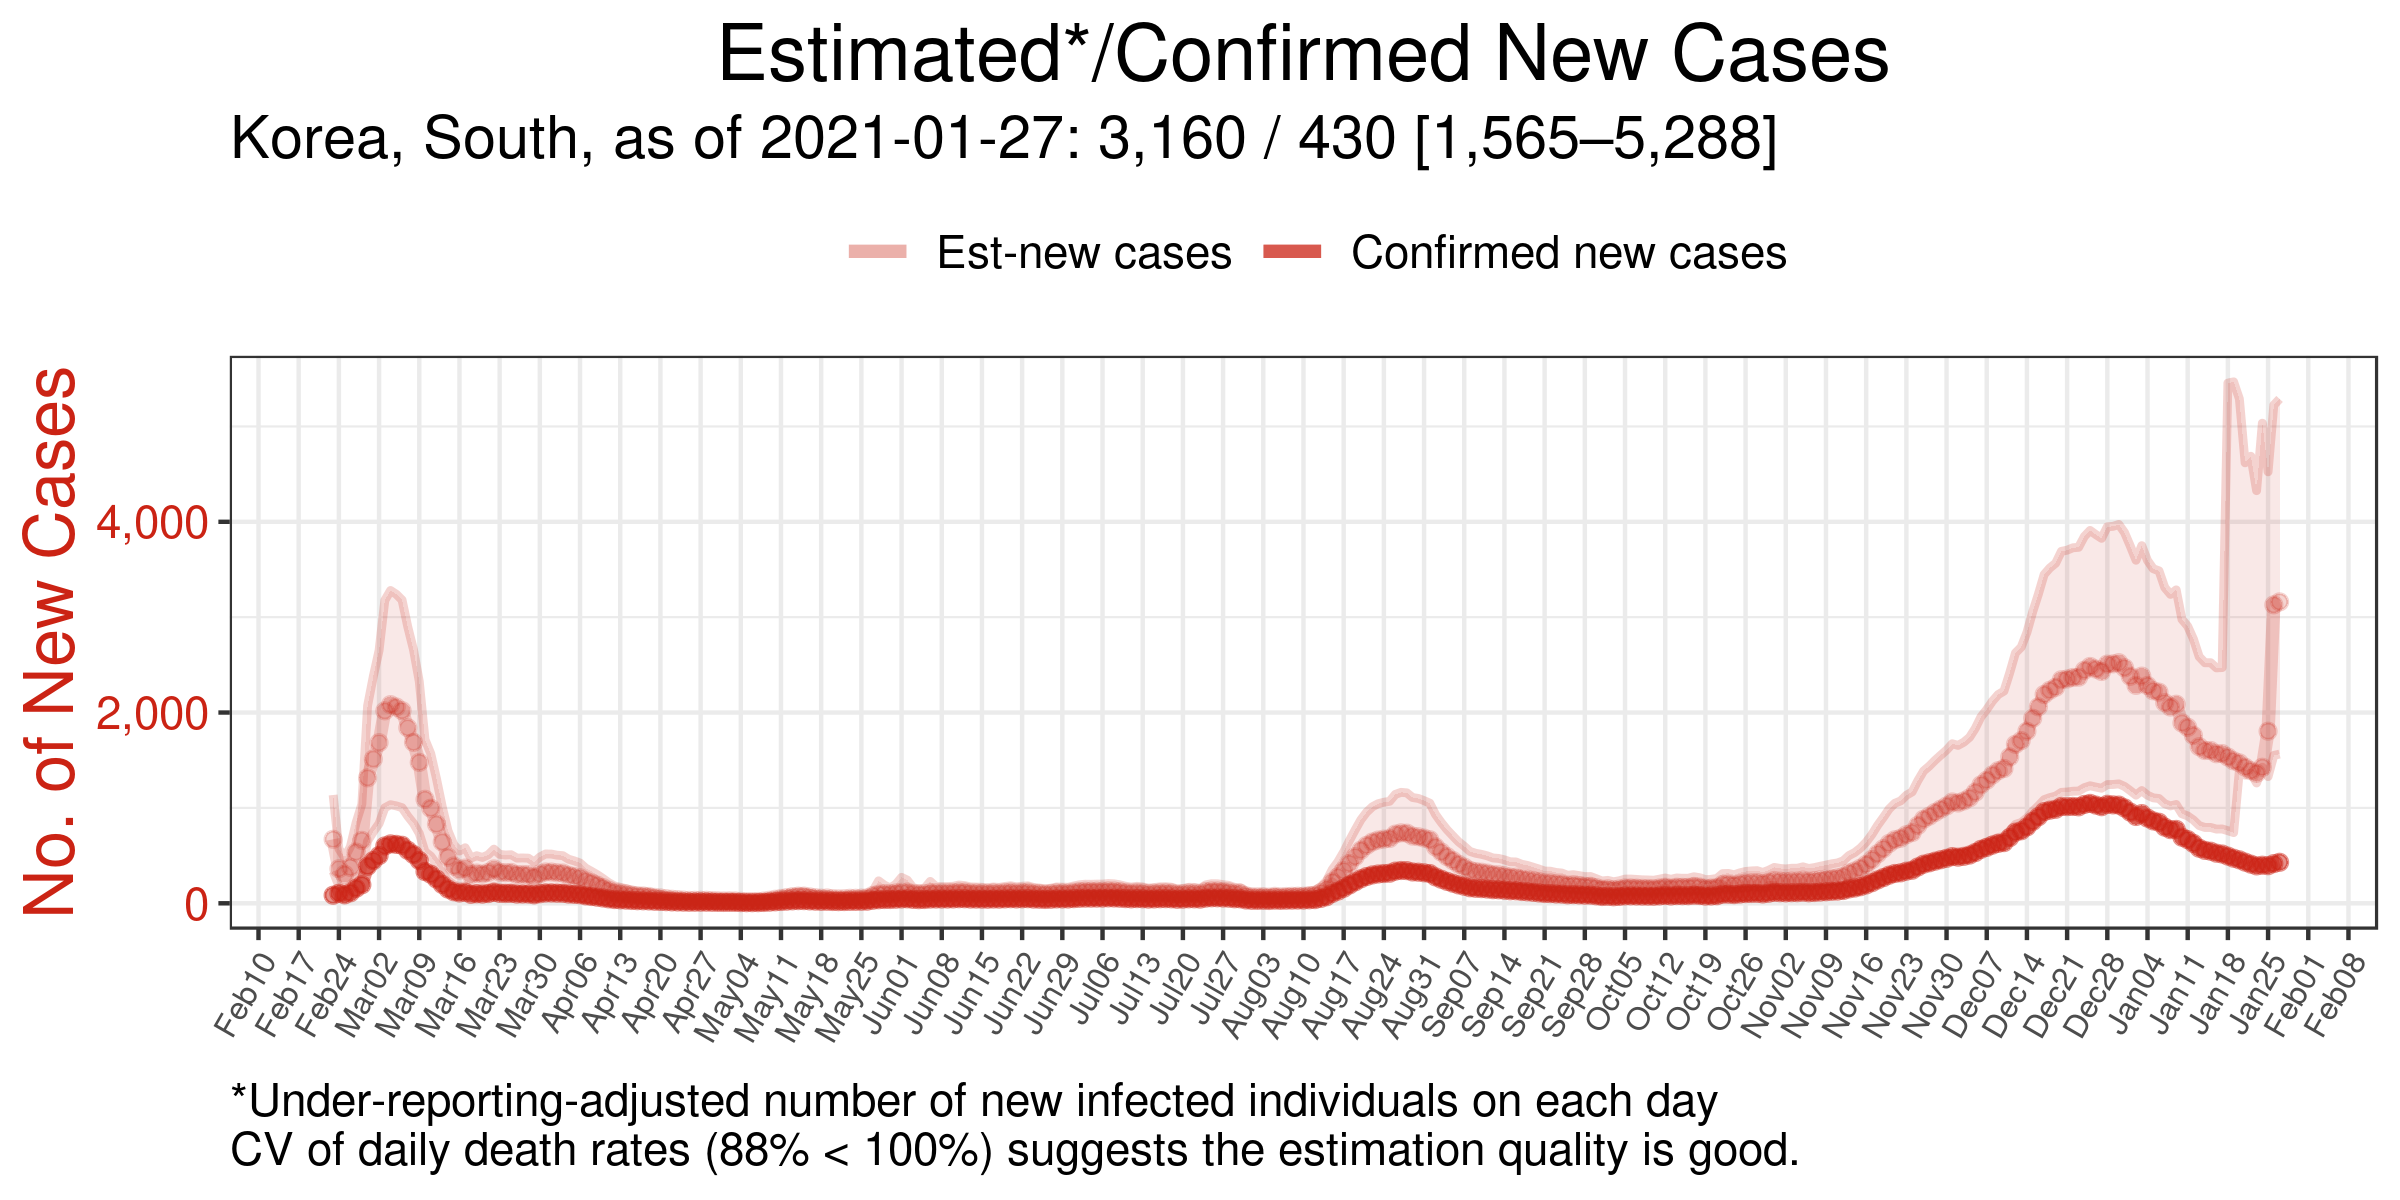 Estimated*/Confirmed New Cases
Korea, South, as of 2021-01-27: 3,160 / 430 [1,565–5,288]
Est-new cases Confirmed new cases
No. of New Cases
4,000
2,000
0
Feb10 Feb17 Feb24 Mar02 Mar09 Mar16 Mar23 Mar30 Apr06 Apr13 Apr20 Apr27 May04 May11 May18 May25 Jun01 Jun08 Jun15 Jun22 Jun29 Jul06 Jul13 Jul20 Jul27 Aug03 Aug10 Aug17 Aug24 Aug31 Sep07 Sep14 Sep21 Sep28 Oct05 Oct12 Oct19 Oct26 Nov02 Nov09 Nov16 Nov23 Nov30 Dec07 Dec14 Dec21 Dec28 Jan04 Jan11 Jan18 Jan25 Feb01 Feb08
*Under-reporting-adjusted number of new infected individuals on each day
CV of daily death rates (88% < 100%) suggests the estimation quality is good.